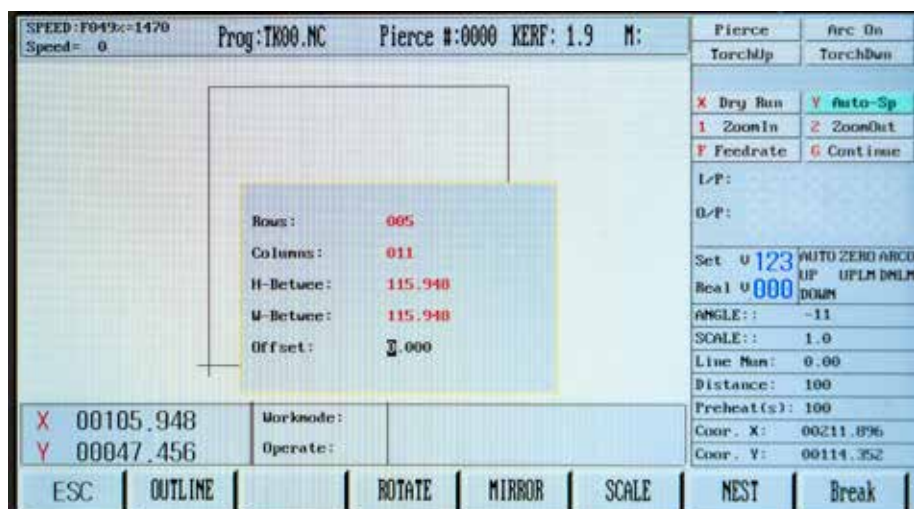 SPEED:F049%=1470
Speed= 0
Prog:TK00.NC Pierce #:0000 KERF: 1.9 M:
Pierce Arc On
TorchUp TorchDwn
X Dry Run Y Auto-Sp
1 ZoomIn 2 ZoomOut
F Feedrate G Continue
I/P:
O/P:
Rows: 005
Columns: 011
H-Betwee: 115.948
W-Betwee: 115.948
Offset: 0.000
Set V 123 AUTO ZERO ARCO
Real V 000 UP UPLM DNLM
DOWN
ANGLE:: -11
SCALE:: 1.0
Line Num: 0.00
Distance: 100
Preheat(s): 100
Coor. X: 00211.896
Coor. Y: 00114.352
X 00105.948
Y 00047.456
Workmode:
Operate:
ESC OUTLINE ROTATE MIRROR SCALE NEST Break